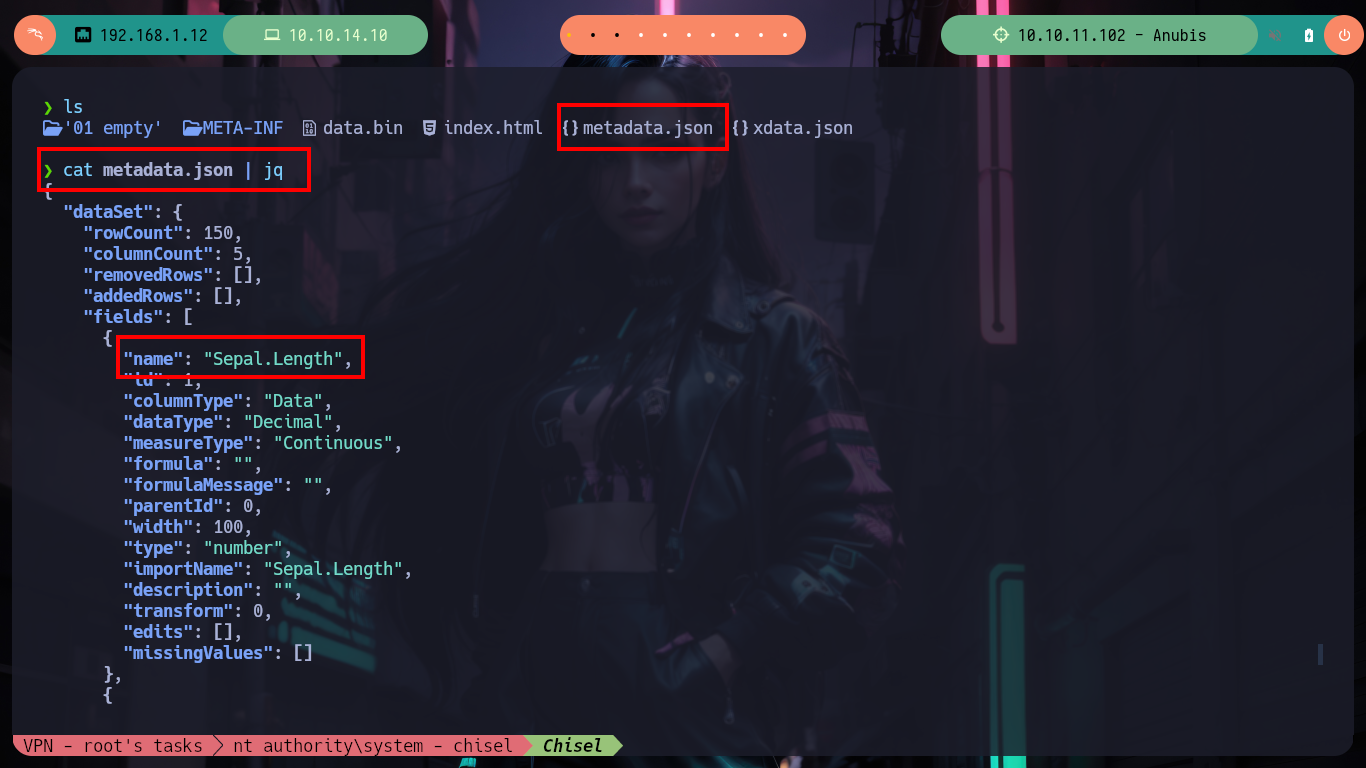 192.168.1.12 10.10.14.10 10.10.11.102 - Anubis
❯ ls
'01 empty' META-INF data.bin index.html metadata.json xdata.json
❯ cat metadata.json | jq
{
"dataSet": {
"rowCount": 150,
"columnCount": 5,
"removedRows": [],
"addedRows": [],
"fields": [
{
"name": "Sepal.Length",
"id": 1,
"columnType": "Data",
"dataType": "Decimal",
"measureType": "Continuous",
"formula": "",
"formulaMessage": "",
"parentId": 0,
"width": 100,
"type": "number",
"importName": "Sepal.Length",
"description": "",
"transform": 0,
"edits": [],
"missingValues": []
},
{
VPN - root's tasks nt authority\system - chisel Chisel